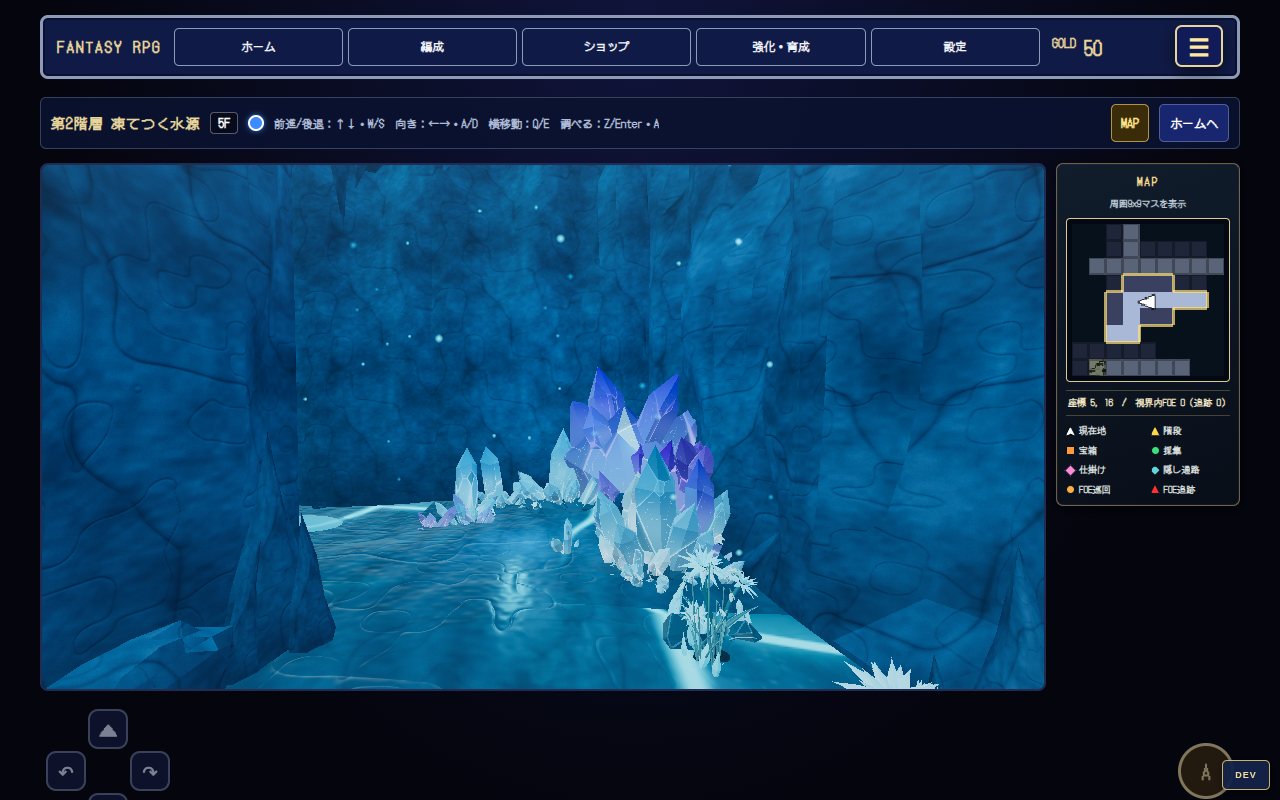 FANTASY RPG
ホーム
編成
ショップ
強化・育成
設定
GOLD 50
第2階層 凍てつく水源 5F 前進/後退：↑↓・W/S 向き：←→・A/D 横移動：Q/E 調べる：Z/Enter・A
MAP
ホームへ
MAP
周囲9x9マスを表示
座標 5, 16 / 視界内FOE 0 (追跡 0)
現在地
階段
宝箱
採集
仕掛け
隠し通路
FOE巡回
FOE追跡
A
DEV